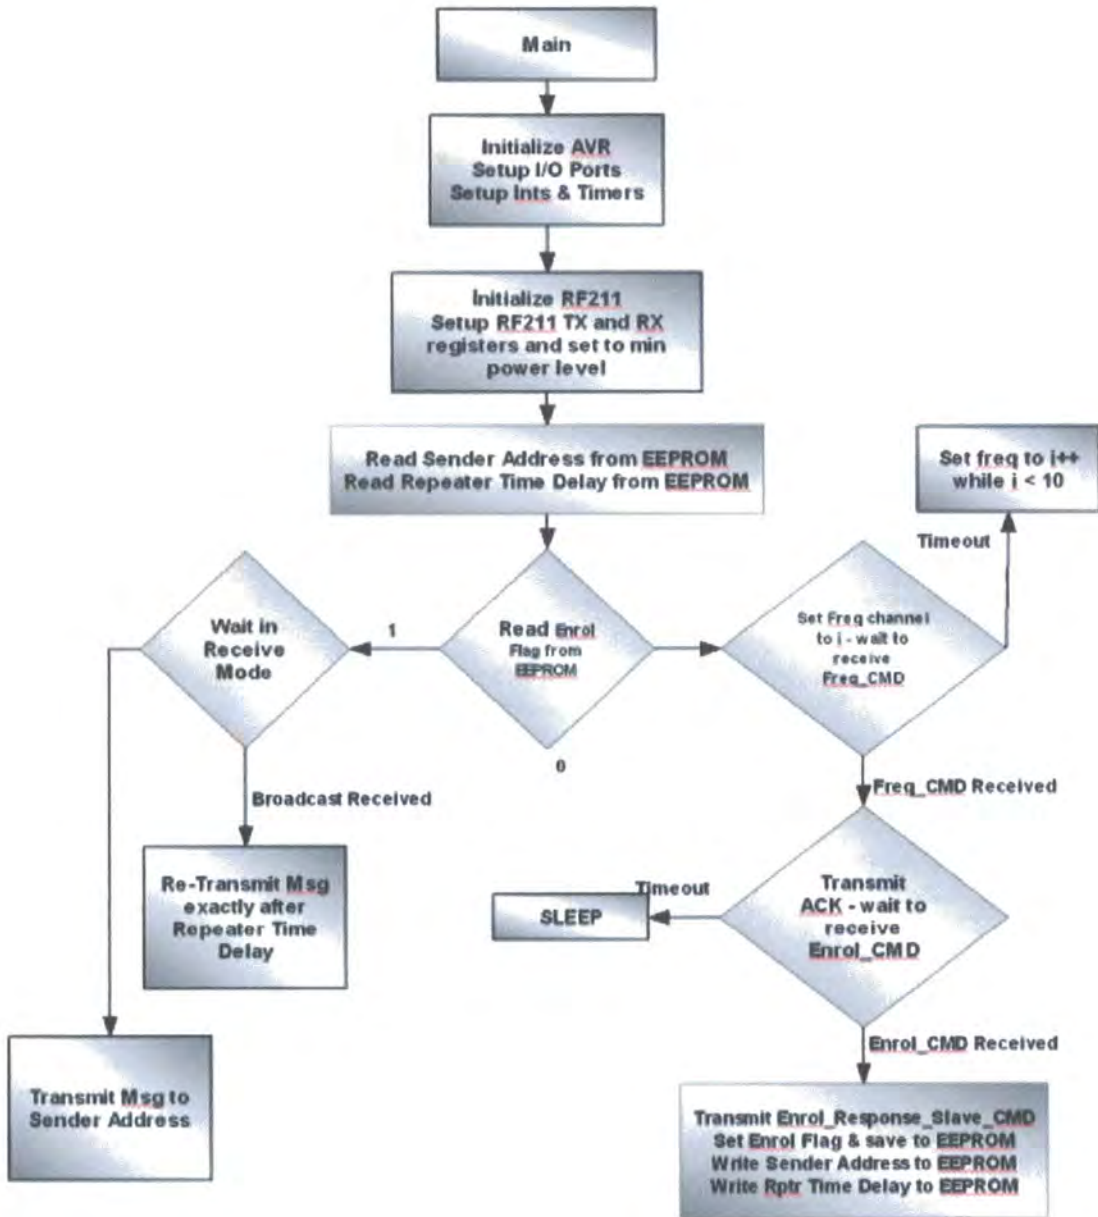 Main
Initialize AVR
Setup I/O Ports
Setup Ints & Timers
Initialize RF211
Setup RF211 TX and RX
registers and set to min
power level
Read Sender Address from EEPROM
Read Repeater Time Delay from EEPROM
Set freq to i++
while i < 10
Timeout
Wait in
Receive
Mode
1
Read Enrol
Flag from
EEPROM
0
Set Freq channel
to i - wait to
receive
Freq_CMD
Broadcast Received
Freq_CMD Received
Re-Transmit Msg
exactly after
Repeater Time
Delay
SLEEP
Timeout
Transmit
ACK - wait to
receive
Enrol_CMD
Enrol_CMD Received
Transmit Msg to
Sender Address
Transmit Enrol_Response_Slave_CMD
Set Enrol Flag & save to EEPROM
Write Sender Address to EEPROM
Write Rptr Time Delay to EEPROM